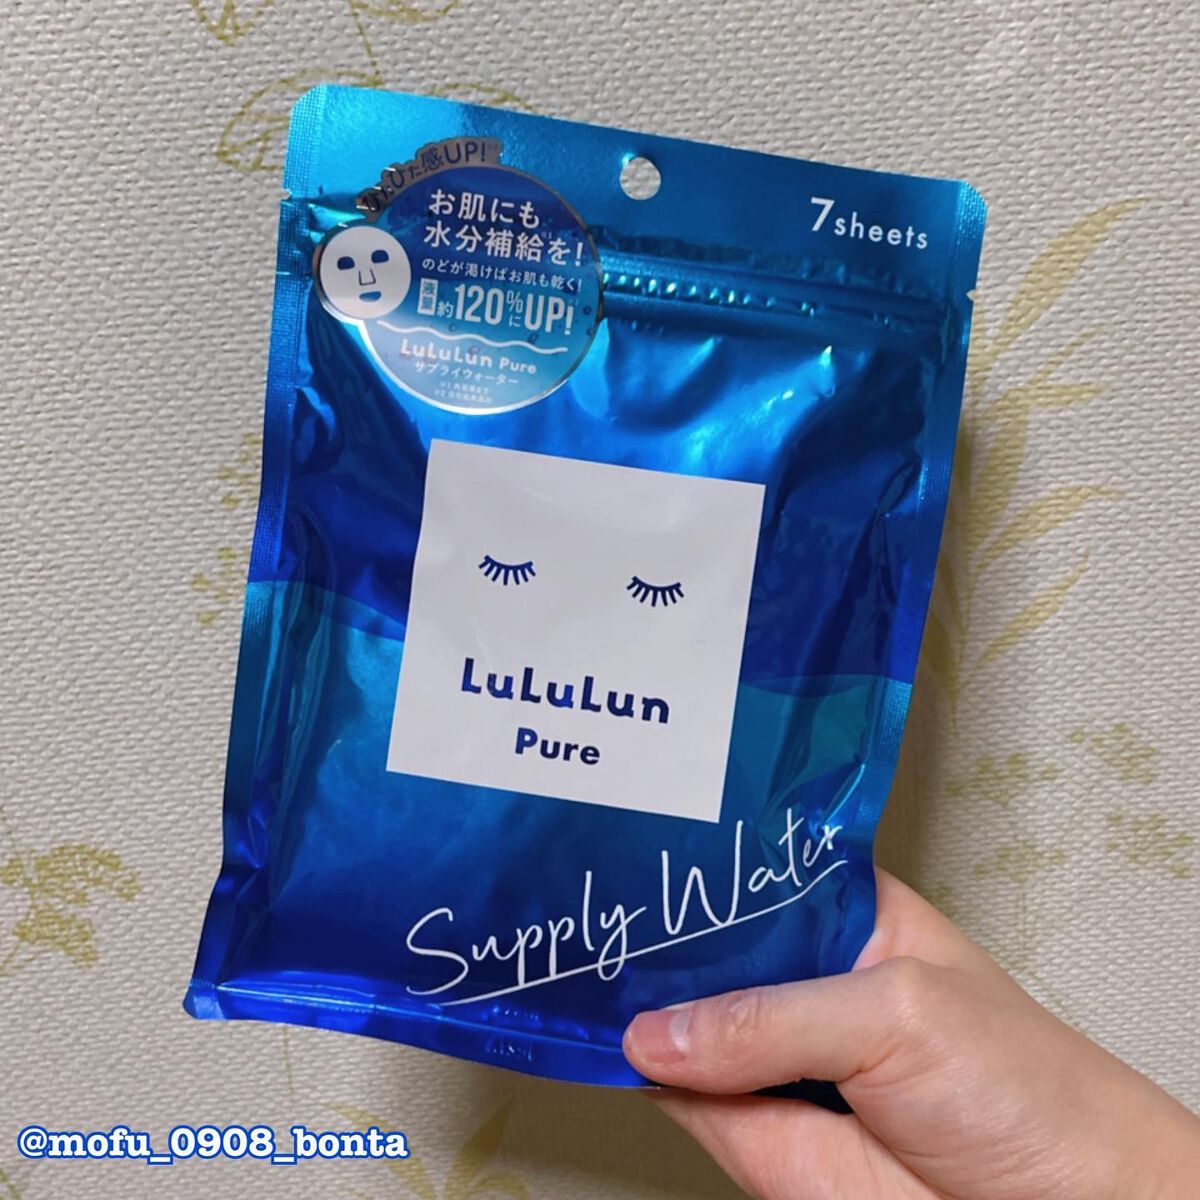 ひたひた感UP!
7sheets
お肌にも
水分補給を!
のどが渇けばお肌も乾く!
液量約120%にUP!
LuLuLun Pure
サプライウォーター
LuLuLun
Pure
Supply Water
@mofu_0908_bonta